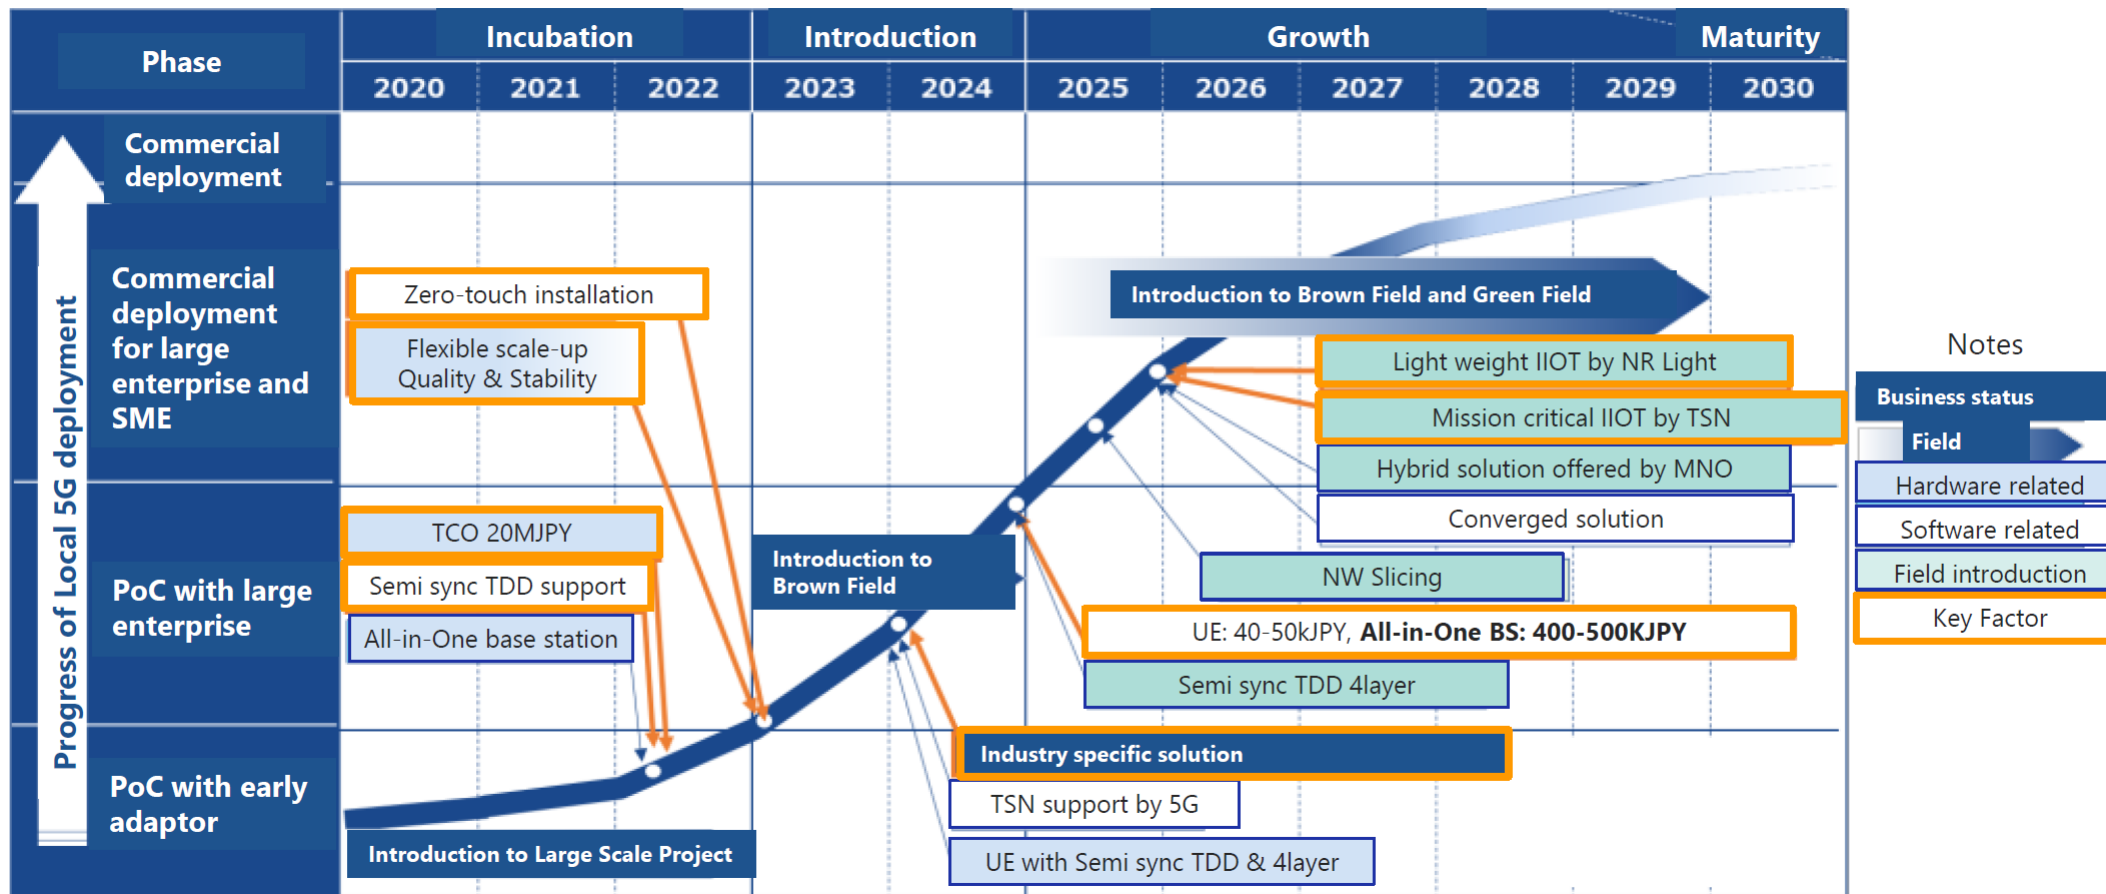 Phase
Incubation
Introduction
Growth
Maturity
2020
2021
2022
2023
2024
2025
2026
2027
2028
2029
2030
Progress of Local 5G deployment
Commercial
deployment
Commercial
deployment
for large
enterprise and
SME
PoC with large
enterprise
PoC with early
adaptor
Zero-touch installation
Flexible scale-up
Quality & Stability
TCO 20MJPY
Semi sync TDD support
All-in-One base station
Introduction to Large Scale Project
Introduction to
Brown Field
Introduction to Brown Field and Green Field
Light weight IIOT by NR Light
Mission critical IIOT by TSN
Hybrid solution offered by MNO
Converged solution
NW Slicing
UE: 40-50kJPY, All-in-One BS: 400-500KJPY
Semi sync TDD 4layer
Industry specific solution
TSN support by 5G
UE with Semi sync TDD & 4layer
Notes
Business status
Field
Hardware related
Software related
Field introduction
Key Factor